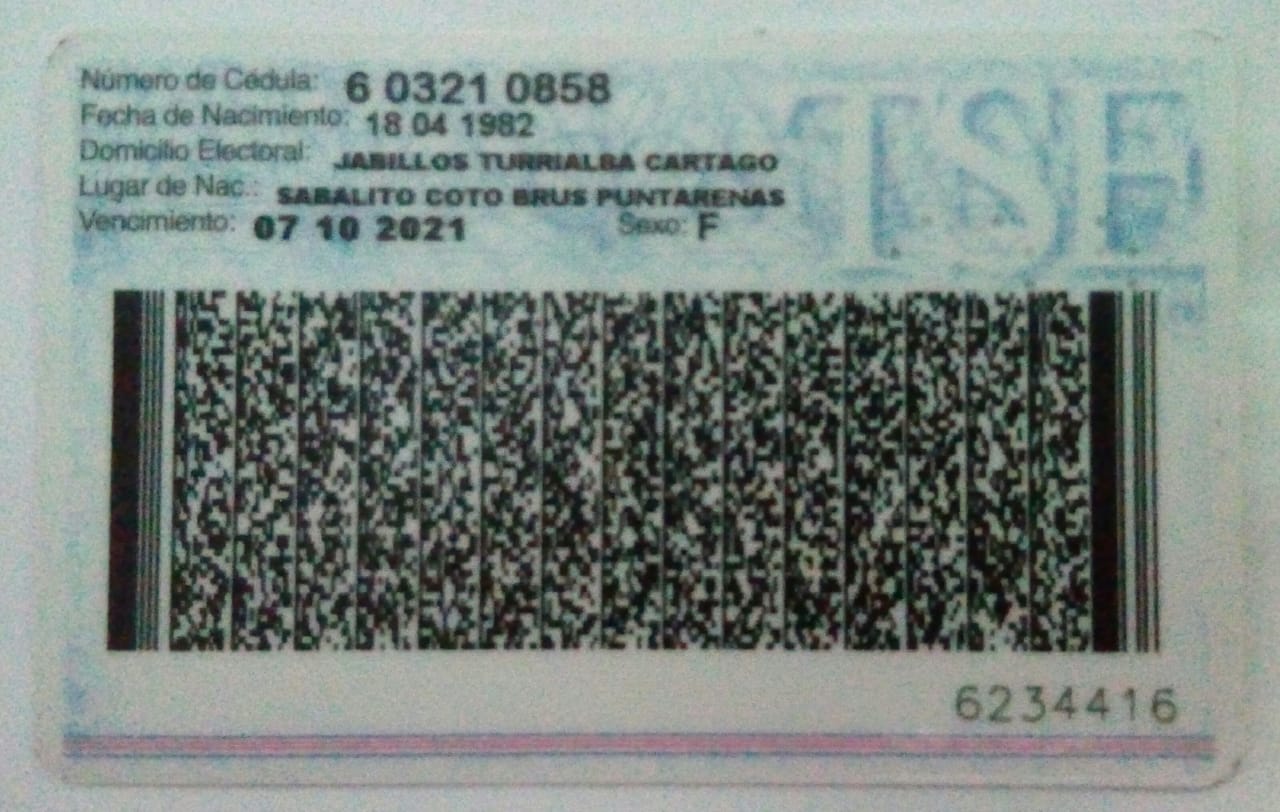 Número de Cédula: 6 0321 0858
Fecha de Nacimiento: 18 04 1982
Domicilio Electoral: JABILLOS TURRIALBA CARTAGO
Lugar de Nac.: SABALITO COTO BRUS PUNTARENAS
Vencimiento: 07 10 2021 Sexo: F
TSE
6234416